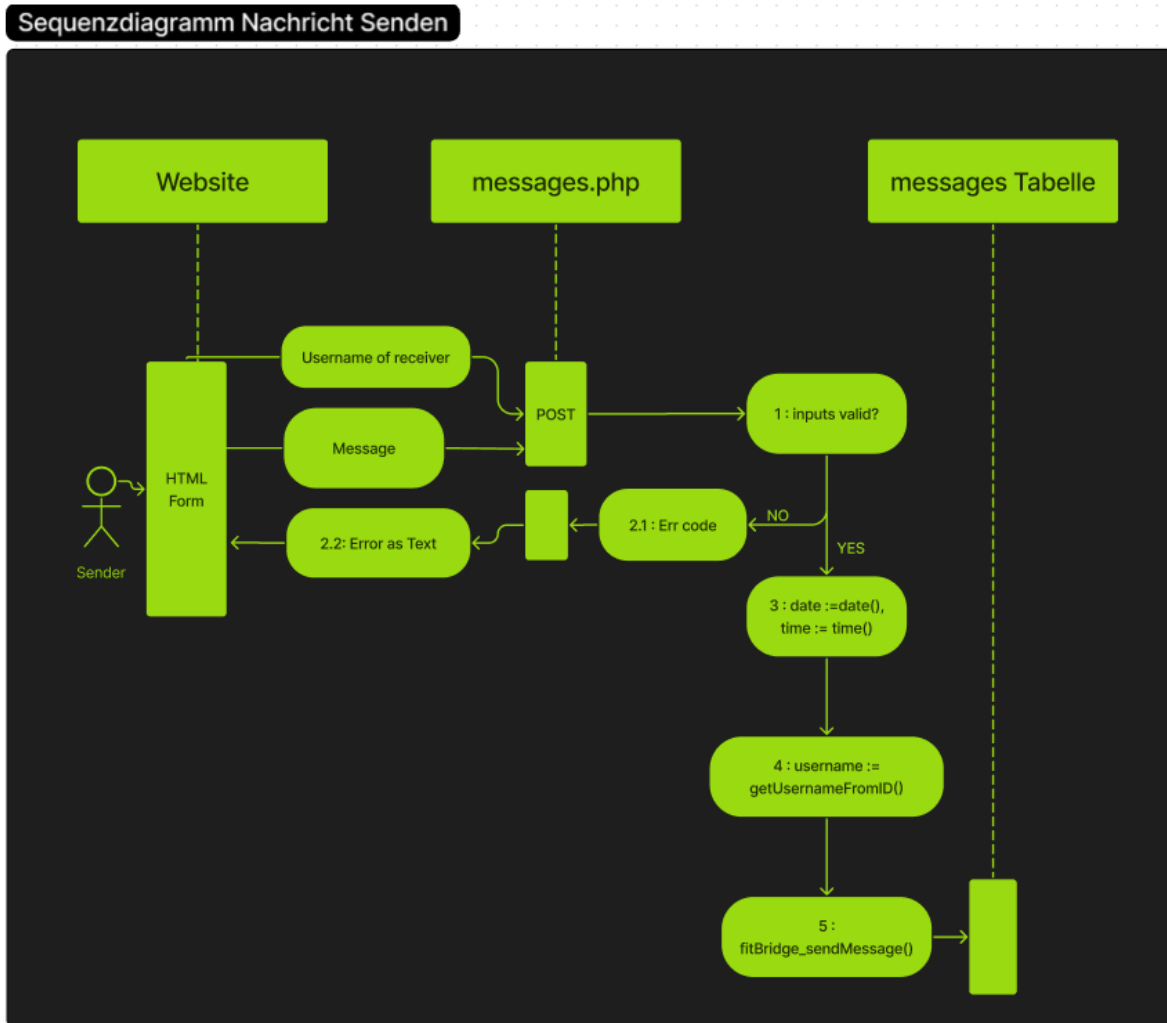 Sequenzdiagramm Nachricht Senden
Website
messages.php
messages Tabelle
Username of receiver
POST
1 : inputs valid?
Message
HTML
Form
2.2: Error as Text
2.1 : Err code
NO
YES
Sender
3 : date :=date(),
time := time()
4 : username :=
getUsernameFromID()
5 :
fitBridge_sendMessage()